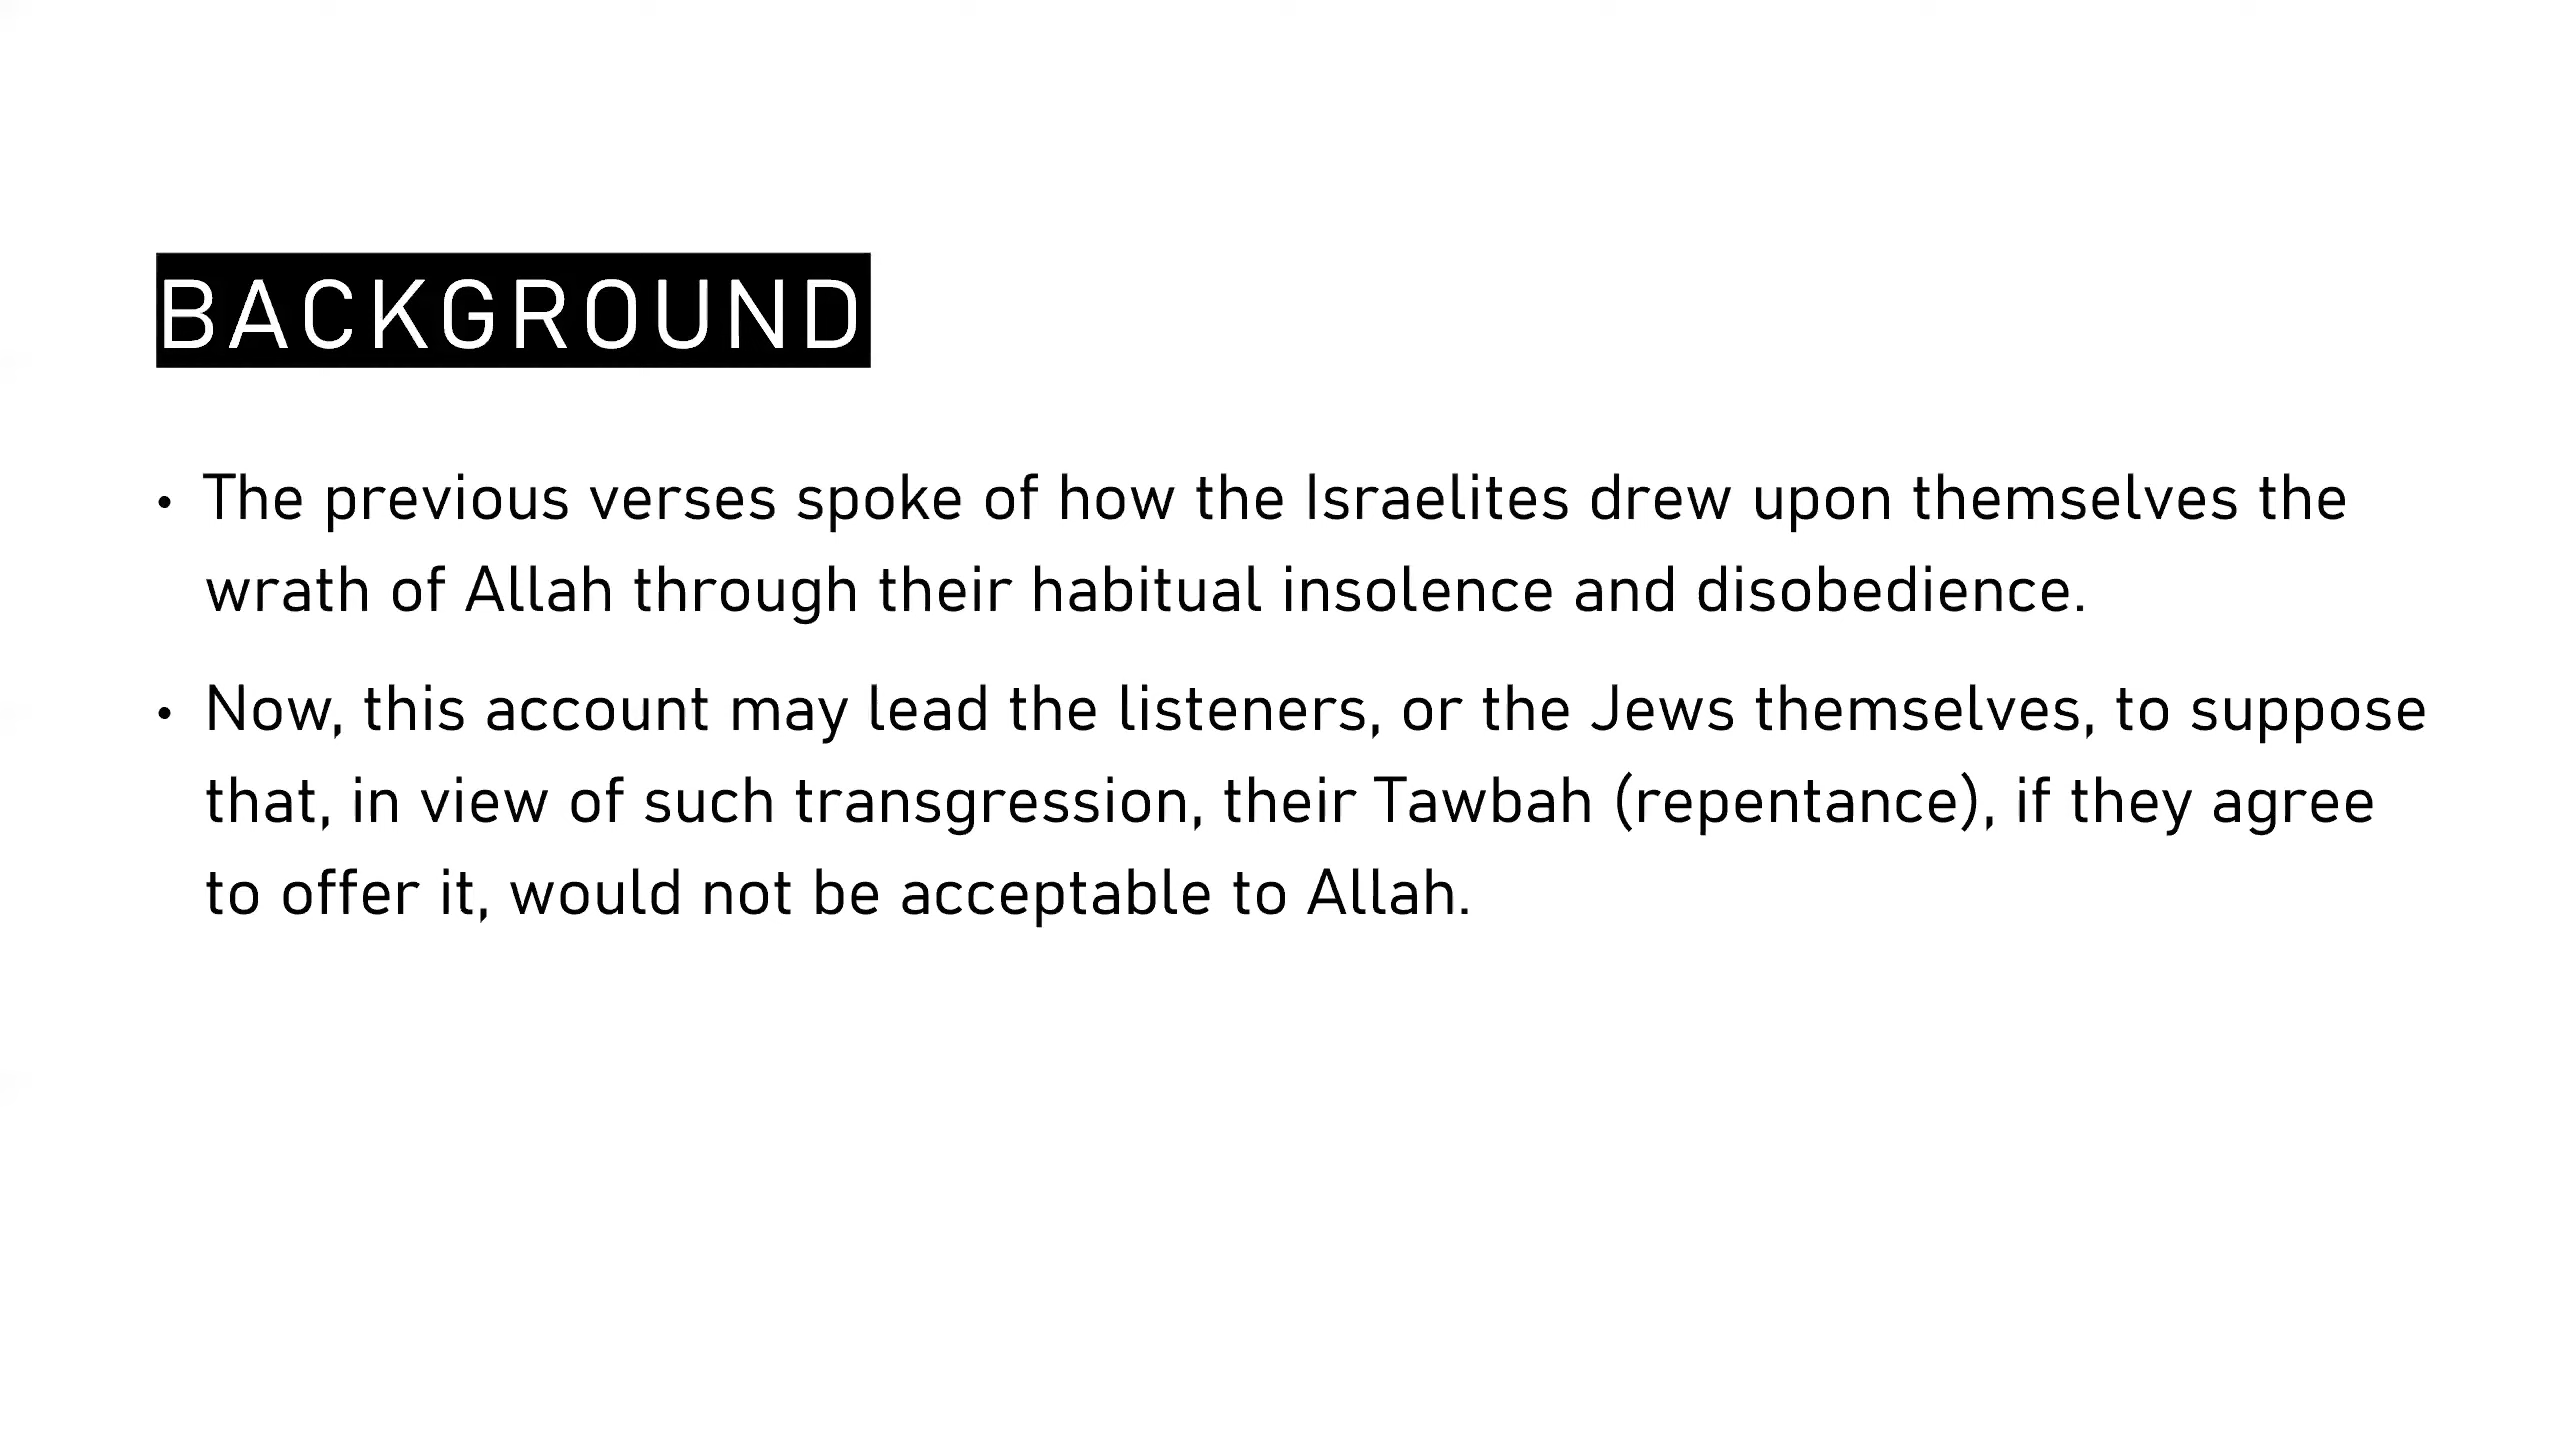 BACKGROUND
• The previous verses spoke of how the Israelites drew upon themselves the
wrath of Allah through their habitual insolence and disobedience.
• Now, this account may lead the listeners, or the Jews themselves, to suppose
that, in view of such transgression, their Tawbah (repentance), if they agree
to offer it, would not be acceptable to Allah.